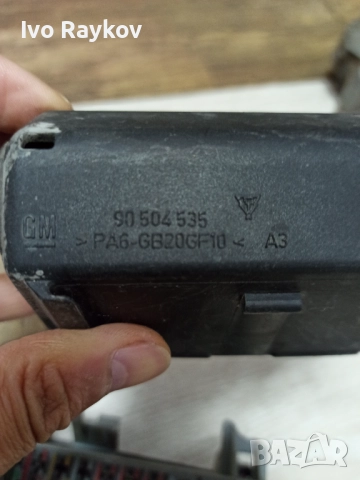 Ivo Raykov
GM
90 504 535
>PA6-GB20GF10< A3
BAZAR